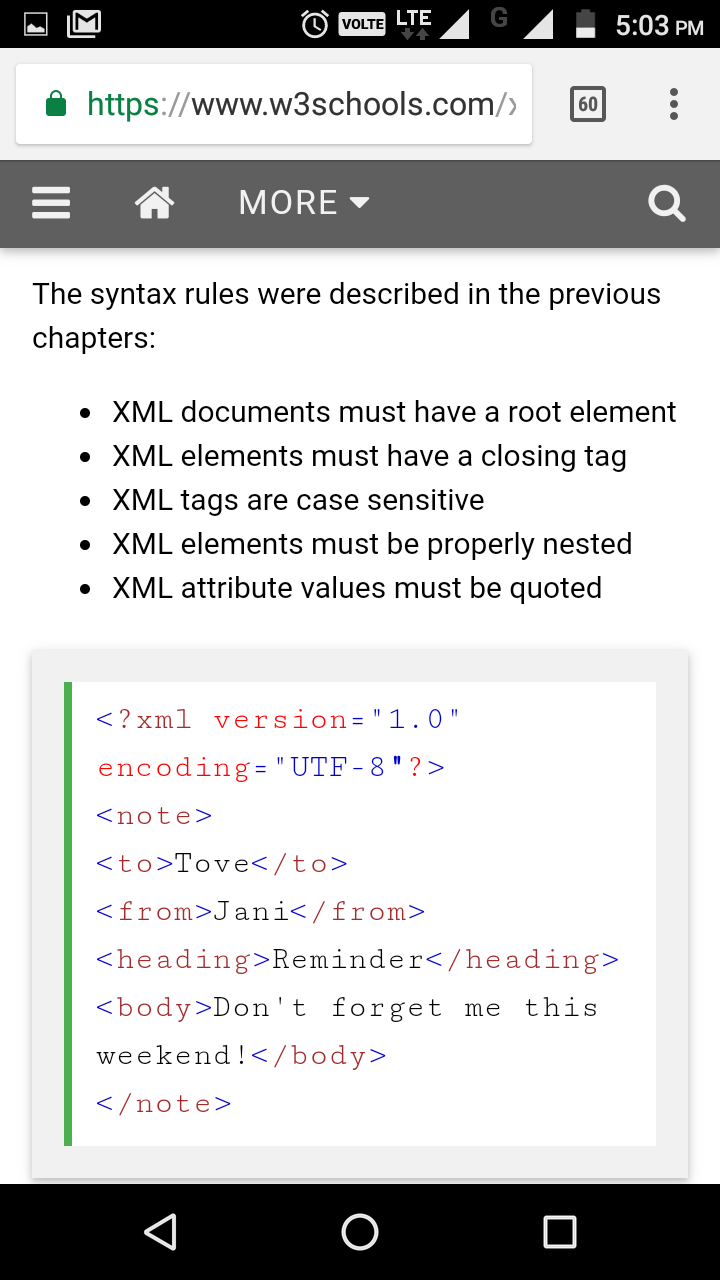 VOLTE LTE G 5:03 PM
https://www.w3schools.com/ 60
MORE
The syntax rules were described in the previous
chapters:
• XML documents must have a root element
• XML elements must have a closing tag
• XML tags are case sensitive
• XML elements must be properly nested
• XML attribute values must be quoted
<?xml version="1.0"
encoding="UTF-8"?>
<note>
<to>Tove</to>
<from>Jani</from>
<heading>Reminder</heading>
<body>Don't forget me this
weekend!</body>
</note>